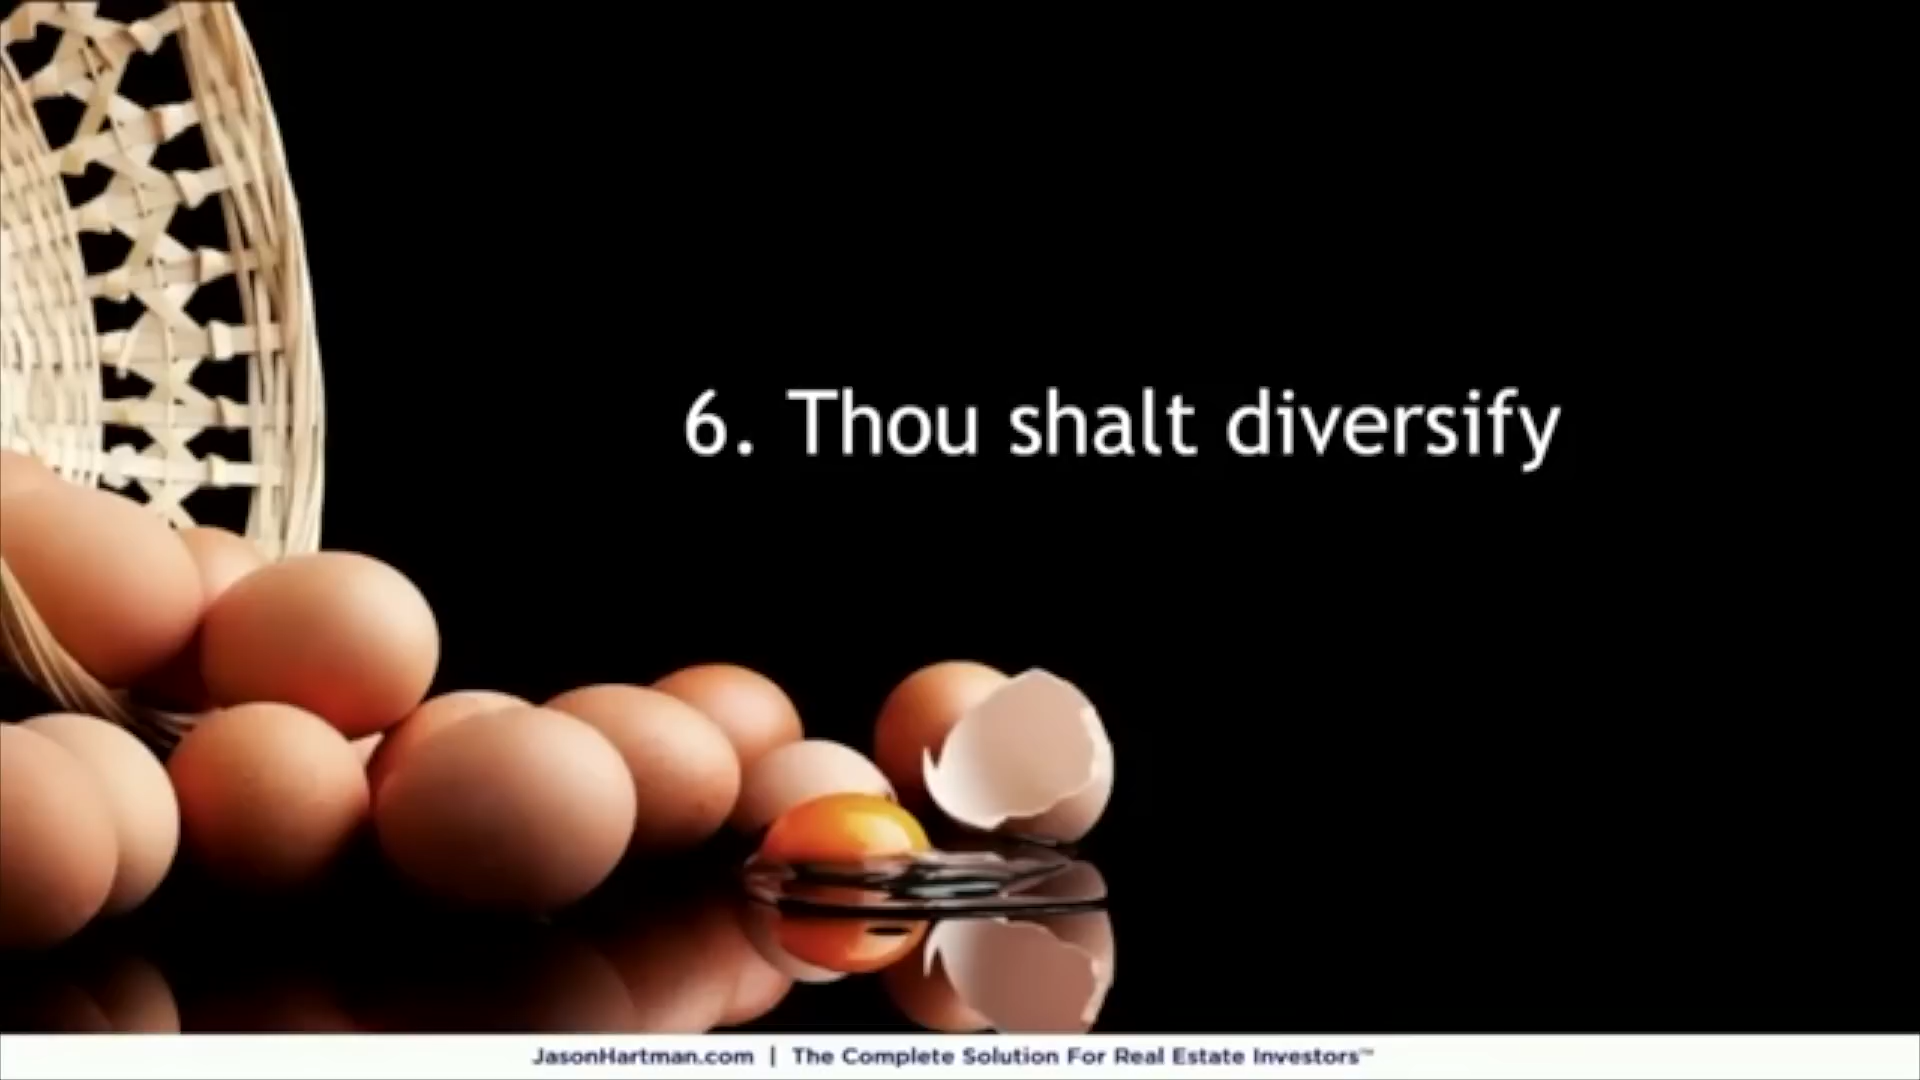 6. Thou shalt diversify
JasonHartman.com | The Complete Solution For Real Estate Investors™